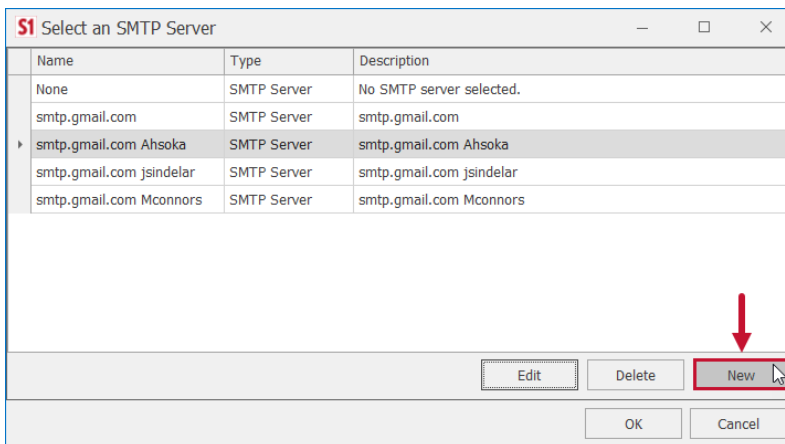 S1 Select an SMTP Server
Name Type Description
None SMTP Server No SMTP server selected.
smtp.gmail.com SMTP Server smtp.gmail.com
smtp.gmail.com Ahsoka SMTP Server smtp.gmail.com Ahsoka
smtp.gmail.com jsindelar SMTP Server smtp.gmail.com jsindelar
smtp.gmail.com Mconnors SMTP Server smtp.gmail.com Mconnors
Edit Delete New
OK Cancel